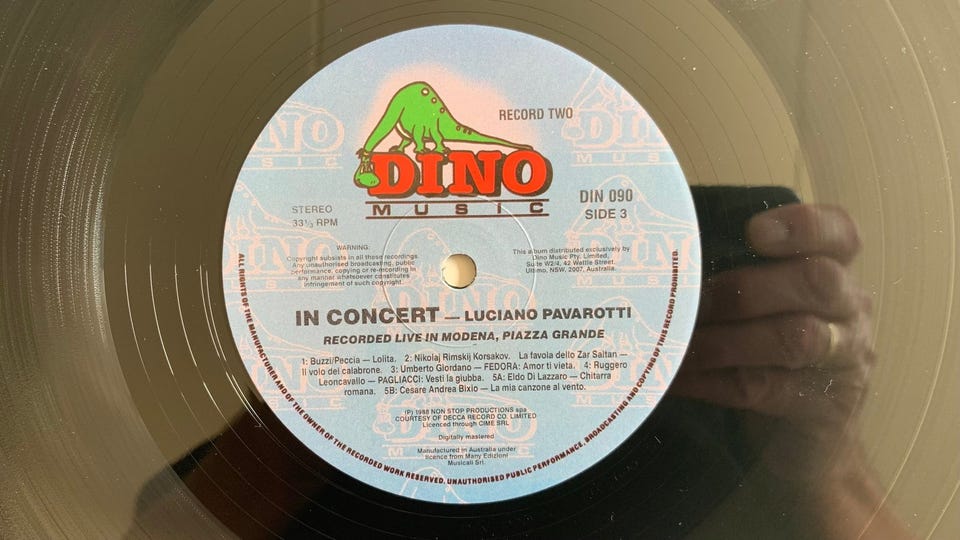 RECORD TWO
DINO
MUSIC
DIN 090
SIDE 3
STEREO
33⅓ RPM
WARNING:
Copyright subsists in all these recordings.
Any unauthorised broadcasting, public
performance, copying or re-recording in
any manner whatsoever constitutes
infringement of such copyright.
This album distributed exclusively by
Dino Music Pty. Limited,
Suite W2/4, 42 Wattle Street,
Ultimo, NSW, 2007, Australia.
IN CONCERT — LUCIANO PAVAROTTI
RECORDED LIVE IN MODENA, PIAZZA GRANDE
1: Buzzi/Peccia — Lolita. 2: Nikolaj Rimskij Korsakov. La favola dello Zar Saltan —
Il volo del calabrone. 3: Umberto Giordano — FEDORA: Amor ti vieta. 4: Ruggero
Leoncavallo — PAGLIACCI: Vesti la giubba. 5A: Eldo Di Lazzaro — Chitarra
romana. 5B: Cesare Andrea Bixio — La mia canzone al vento.
(P) 1988 NON STOP PRODUCTIONS spa
COURTESY OF DECCA RECORD CO. LIMITED
Licenced through CIME SRL
Digitally mastered
Manufactured in Australia under
licence from Many Edizioni
Musicali Srl.
ALL RIGHTS OF THE MANUFACTURER AND OF THE OWNER OF THE RECORDED WORK RESERVED. UNAUTHORISED PUBLIC PERFORMANCE, BROADCASTING AND COPYING OF THIS RECORD PROHIBITED.